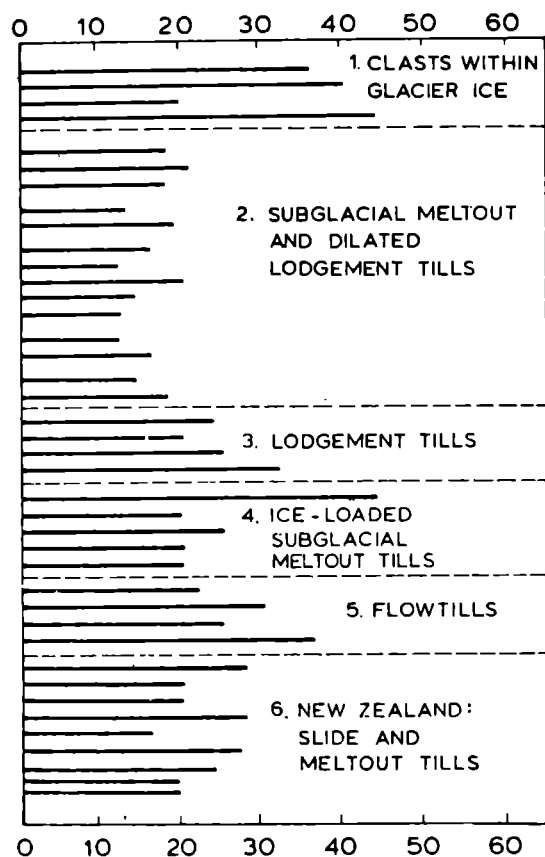 0 10 20 30 40 50 60
1. CLASTS WITHIN
GLACIER ICE
2. SUBGLACIAL MELTOUT
AND DILATED
LODGEMENT TILLS
3. LODGEMENT TILLS
4. ICE-LOADED
SUBGLACIAL
MELTOUT TILLS
5. FLOWTILLS
6. NEW ZEALAND:
SLIDE AND
MELTOUT TILLS
0 10 20 30 40 50 60